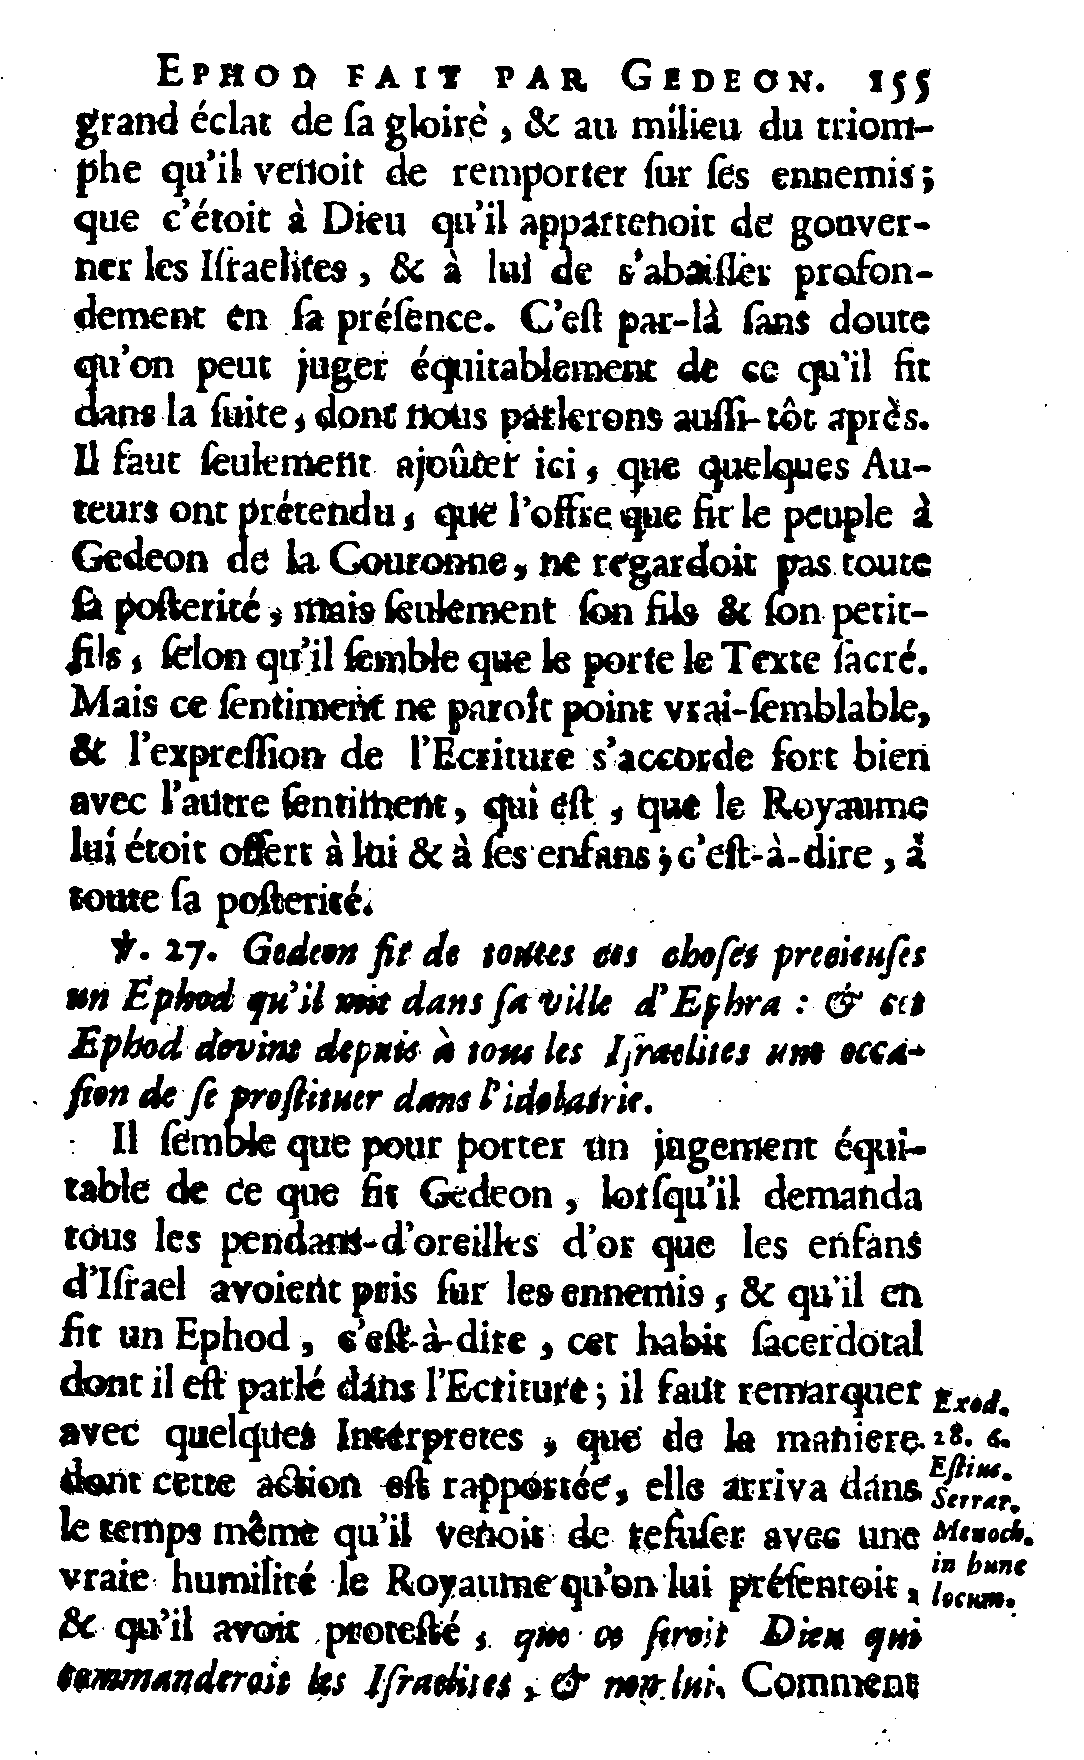 EPHOD FAIT PAR GEDEON. 155
grand éclat de ſa gloire, & au milieu du triom-
phe qu'il venoit de remporter ſur ſes ennemis;
que c'étoit à Dieu qu'il appartenoit de gouver-
ner les Iſraelites, & à lui de s'abaiſſer profon-
dement en ſa préſence. C'eſt par-là ſans doute
qu'on peut juger équitablement de ce qu'il fit
dans la ſuite, dont nous parlerons auſſi-tôt après.
Il faut ſeulement ajoûter ici, que quelques Au-
teurs ont prétendu, que l'offre que fit le peuple à
Gedeon de la Couronne, ne regardoit pas toute
ſa poſterité, mais ſeulement ſon fils & ſon petit-
fils, ſelon qu'il ſemble que le porte le Texte ſacré.
Mais ce ſentiment ne paroît point vrai-ſemblable,
& l'expreſſion de l'Ecriture s'accorde fort bien
avec l'autre ſentiment, qui eſt, que le Royaume
lui étoit offert à lui & à ſes enfans; c'eſt-à-dire, à
toute ſa poſterité.
℣. 27. Gedeon fit de toutes ces choſes precieuſes
un Ephod qu'il mit dans ſa ville d'Ephra : & cet
Ephod devint depuis à tous les Iſraelites une occa-
ſion de ſe proſtituer dans l'idolatrie.
Il ſemble que pour porter un jugement équi-
table de ce que fit Gedeon, lorſqu'il demanda
tous les pendans-d'oreilles d'or que les enfans
d'Iſrael avoient pris ſur les ennemis, & qu'il en
fit un Ephod, c'eſt-à-dire, cet habit ſacerdotal
dont il eſt parlé dans l'Ecriture; il faut remarquer
avec quelques Interpretes, que de la maniere
dont cette action eſt rapportée, elle arriva dans
le temps même qu'il venoit de refuſer avec une
vraie humilité le Royaume qu'on lui préſentoit,
& qu'il avoit proteſté, que ce ſeroit Dieu qui
commanderoit les Iſraelites, & non lui. Comment
Exod.
28. 6.
Eſtius.
Serrar.
Menoch.
in hunc
locum.